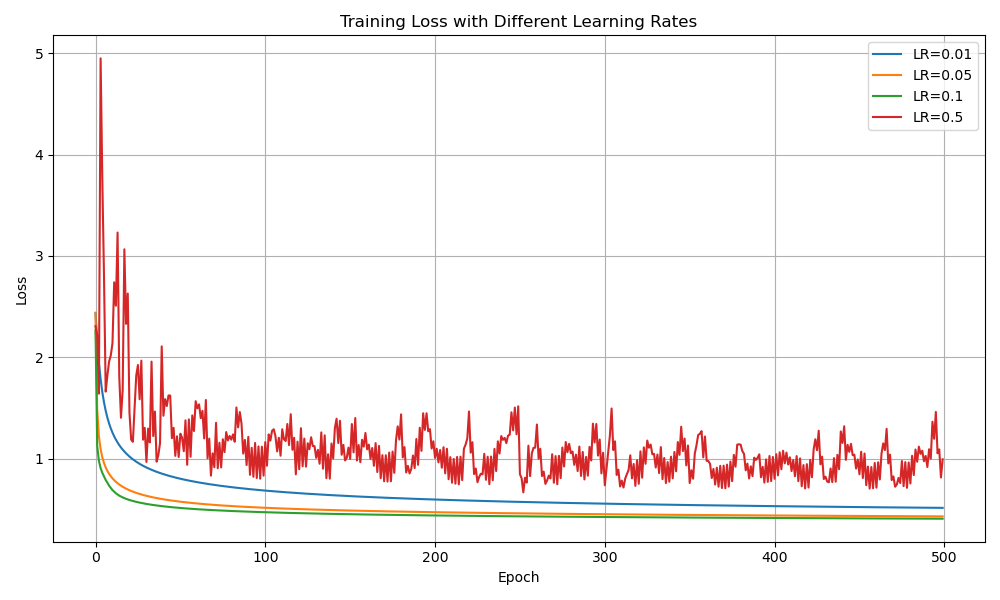 Training Loss with Different Learning Rates
LR=0.01
LR=0.05
LR=0.1
LR=0.5
Loss
5
4
3
2
1
0
100
200
300
400
500
Epoch